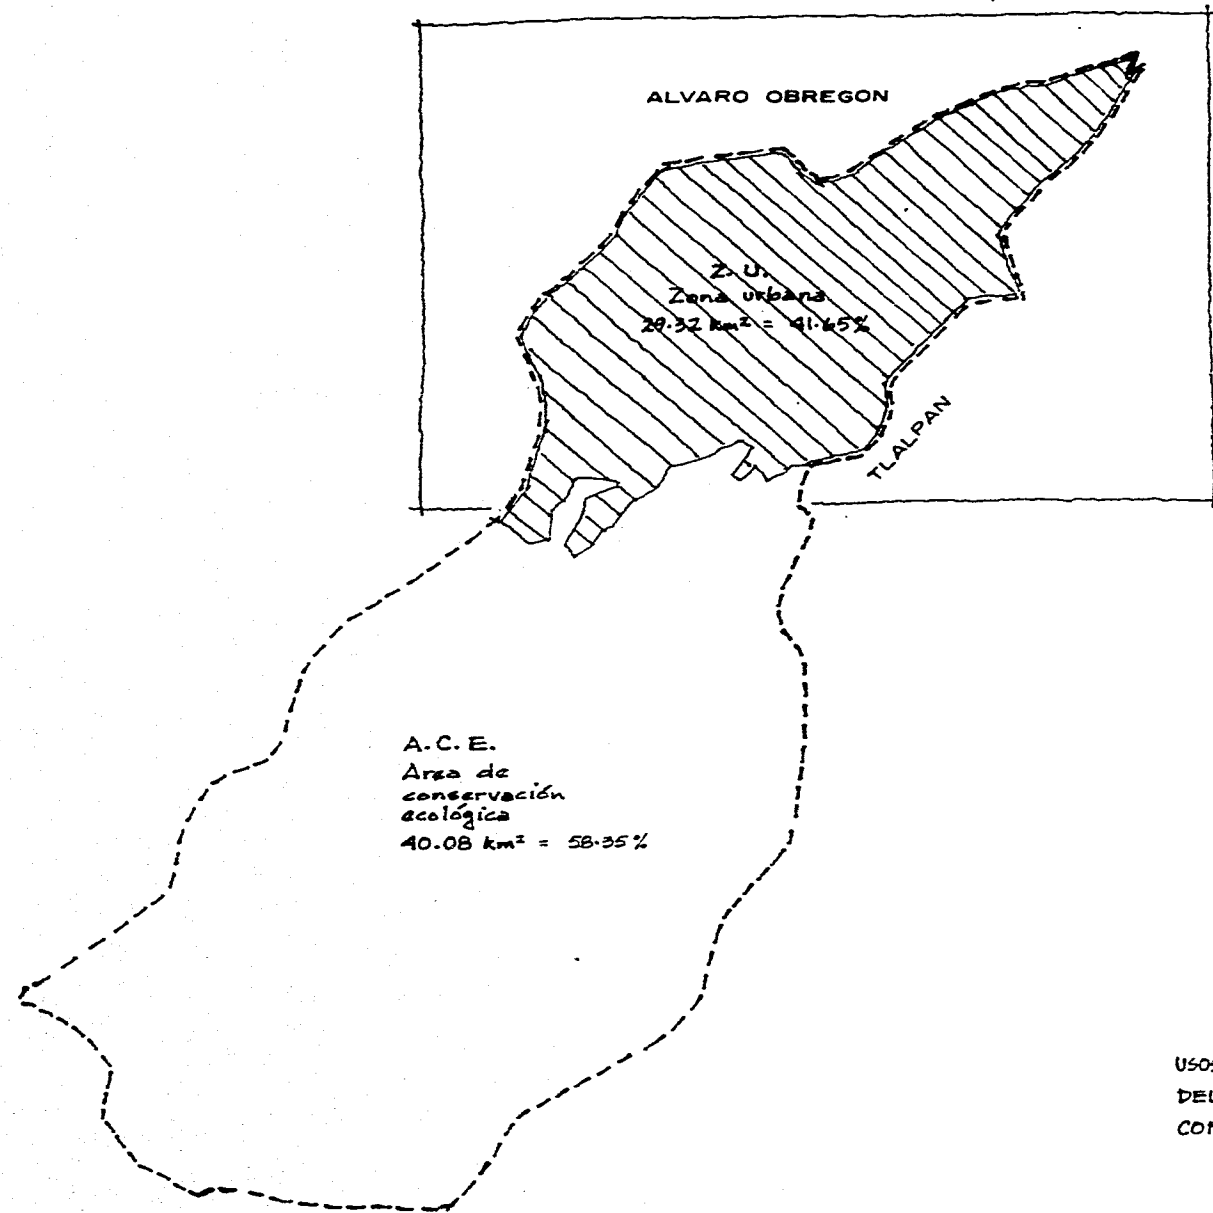 ALVARO OBREGON
Z. U.
Zona urbana
29.32 km² = 41.65%
TLALPAN
A.C.E.
Area de
conservación
ecológica
40.08 km² = 58.35%
USOS
DEL
CON